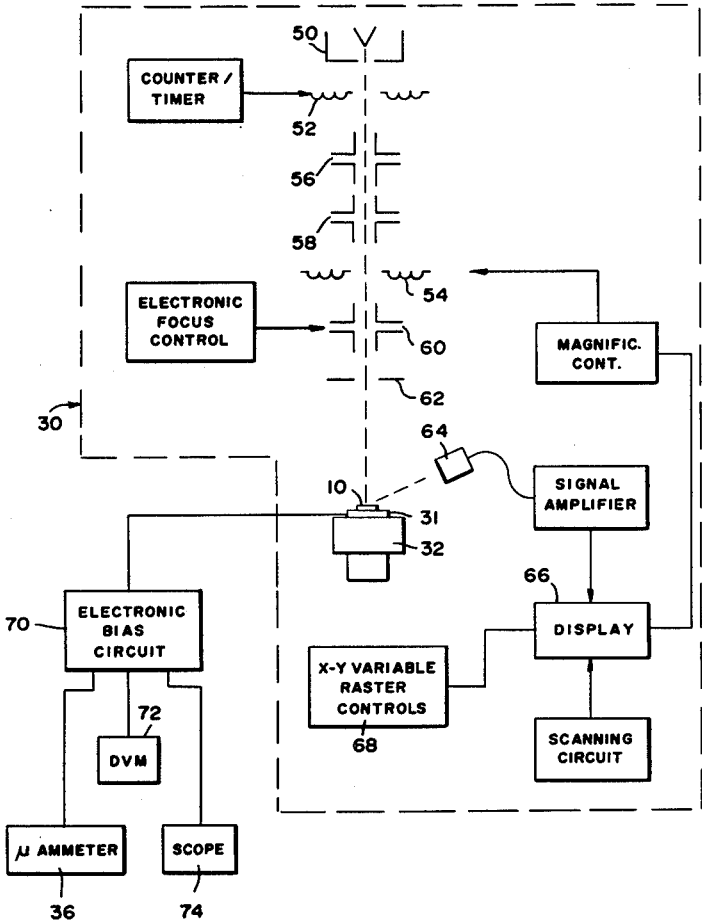 50
COUNTER /
TIMER
52
56
58
54
ELECTRONIC
FOCUS
CONTROL
60
MAGNIFIC.
CONT.
62
30
64
10
SIGNAL
AMPLIFIER
31
32
66
70
ELECTRONIC
BIAS
CIRCUIT
DISPLAY
X-Y VARIABLE
RASTER
CONTROLS
68
72
DVM
SCANNING
CIRCUIT
μ AMMETER
SCOPE
36
74